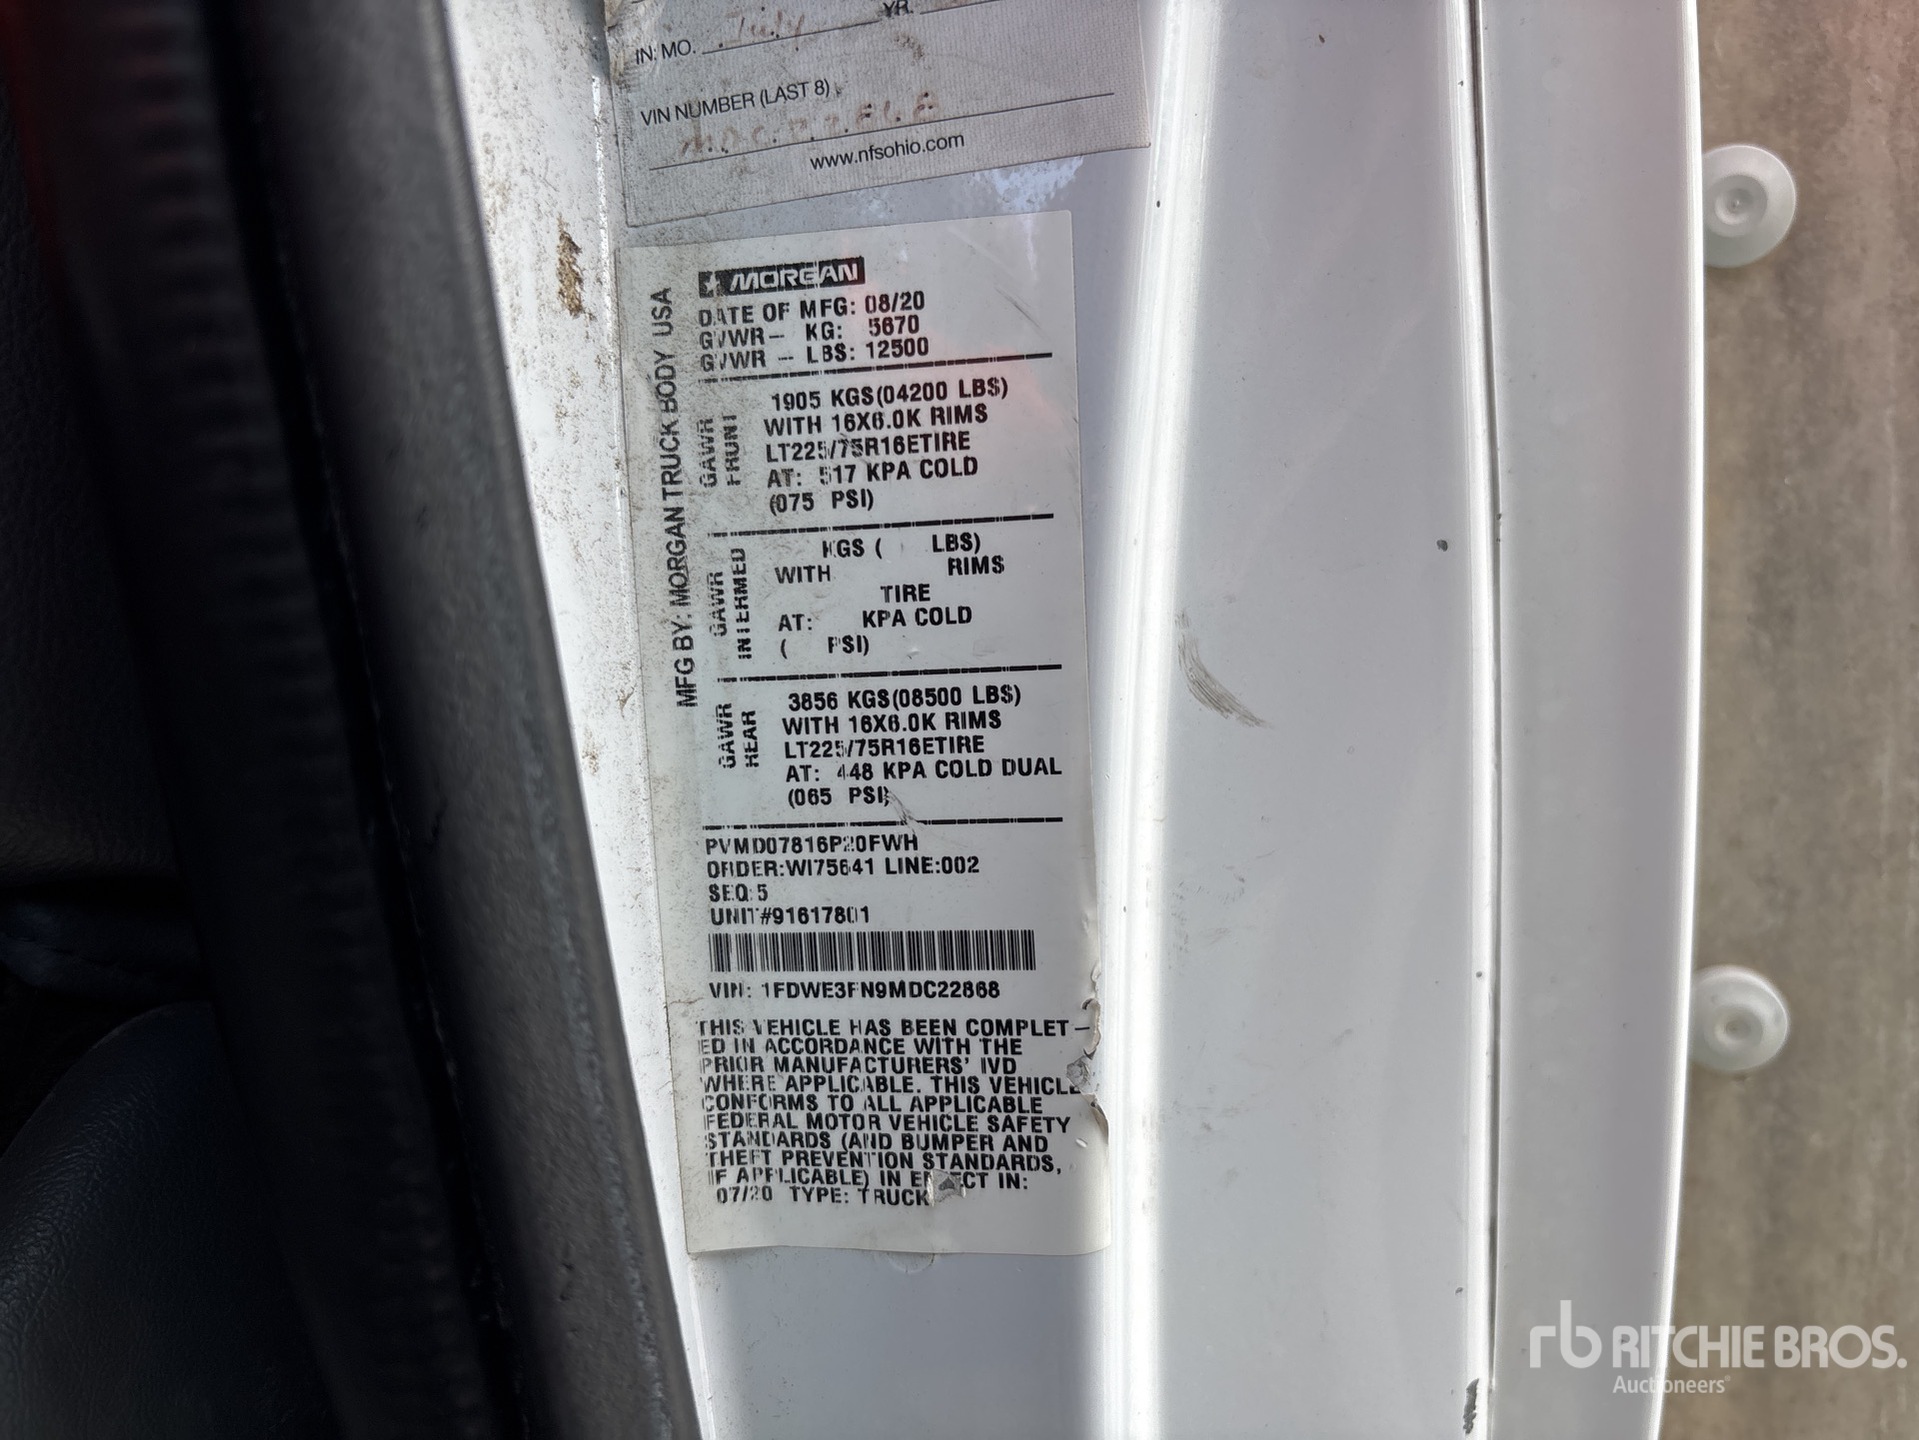 IN: MO. July YR.
VIN NUMBER (LAST 8)
www.nfsohio.com
MFG BY: MORGAN TRUCK BODY USA
MORGAN
DATE OF MFG: 08/20
GVWR- KG: 5670
GVWR - LBS: 12500
GAWR FRONT
1905 KGS(04200 LBS)
WITH 16X6.0K RIMS
LT225/75R16ETIRE
AT: 517 KPA COLD
(075 PSI)
GAWR INTERMED
KGS ( LBS)
WITH RIMS
TIRE
AT: KPA COLD
( PSI)
GAWR REAR
3856 KGS(08500 LBS)
WITH 16X6.0K RIMS
LT225/75R16ETIRE
AT: 448 KPA COLD DUAL
(065 PSI)
PVMD07816P20FWH
ORDER:WI75641 LINE:002
SEQ:5
UNIT#91617801
VIN: 1FDWE3FN9MDC22868
THIS VEHICLE HAS BEEN COMPLET-
ED IN ACCORDANCE WITH THE
PRIOR MANUFACTURERS' IVD
WHERE APPLICABLE. THIS VEHICLE
CONFORMS TO ALL APPLICABLE
FEDERAL MOTOR VEHICLE SAFETY
STANDARDS (AND BUMPER AND
THEFT PREVENTION STANDARDS,
IF APPLICABLE) IN EFFECT IN:
07/20 TYPE: TRUCK
rb RITCHIE BROS.
Auctioneers